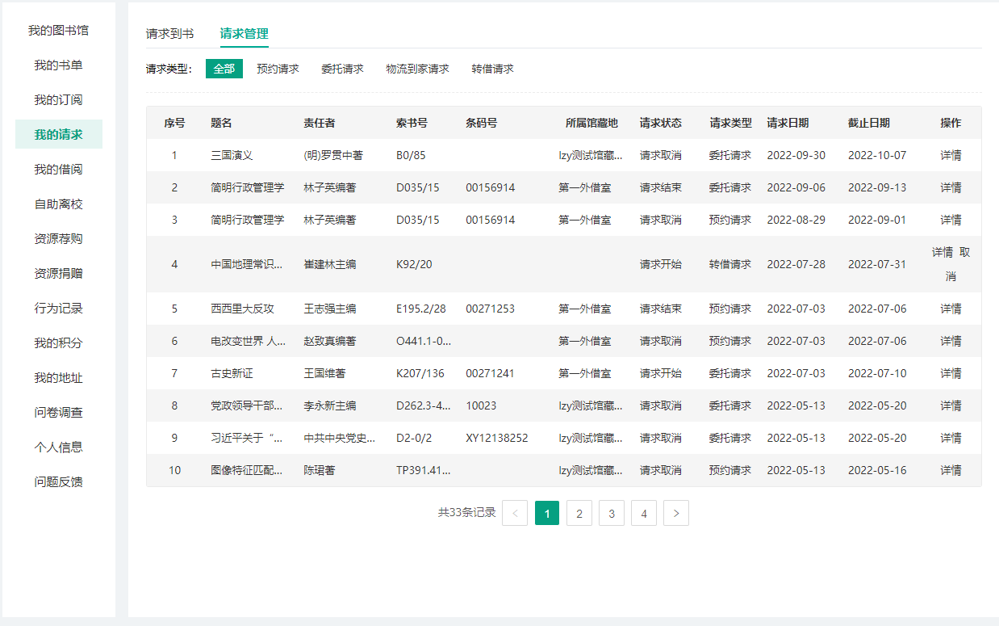 我的图书馆
我的书单
我的订阅
我的请求
我的借阅
自助离校
资源荐购
资源捐赠
行为记录
我的积分
我的地址
问卷调查
个人信息
问题反馈
请求到书 请求管理
请求类型： 全部 预约请求 委托请求 物流到家请求 转借请求
序号 题名 责任者 索书号 条码号 所属馆藏地 请求状态 请求类型 请求日期 截止日期 操作
1 三国演义 (明)罗贯中著 B0/85 lzy测试馆藏... 请求取消 委托请求 2022-09-30 2022-10-07 详情
2 简明行政管理学 林子英编著 D035/15 00156914 第一外借室 请求结束 委托请求 2022-09-06 2022-09-13 详情
3 简明行政管理学 林子英编著 D035/15 00156914 第一外借室 请求取消 预约请求 2022-08-29 2022-09-01 详情
4 中国地理常识... 崔建林主编 K92/20 请求开始 转借请求 2022-07-28 2022-07-31 详情 取
消
5 西西里大反攻 王志强主编 E195.2/28 00271253 第一外借室 请求结束 预约请求 2022-07-03 2022-07-06 详情
6 电改变世界 人... 赵致真编著 O441.1-0... 第一外借室 请求取消 预约请求 2022-07-03 2022-07-06 详情
7 古史新证 王国维著 K207/136 00271241 第一外借室 请求开始 委托请求 2022-07-03 2022-07-10 详情
8 党政领导干部... 李永新主编 D262.3-4... 10023 lzy测试馆藏... 请求取消 委托请求 2022-05-13 2022-05-20 详情
9 习近平关于“... 中共中央党史... D2-0/2 XY12138252 lzy测试馆藏... 请求取消 委托请求 2022-05-13 2022-05-20 详情
10 图像特征匹配... 陈珺著 TP391.41... lzy测试馆藏... 请求取消 预约请求 2022-05-13 2022-05-16 详情
共33条记录 < 1 2 3 4 >